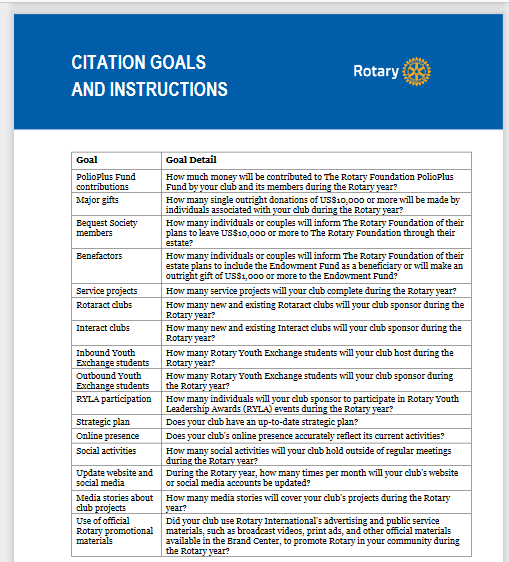 CITATION GOALS
AND INSTRUCTIONS
Rotary
Goal Goal Detail
PolioPlus Fund contributions How much money will be contributed to The Rotary Foundation PolioPlus
Fund by your club and its members during the Rotary year?
Major gifts How many single outright donations of US$10,000 or more will be made by
individuals associated with your club during the Rotary year?
Bequest Society members How many individuals or couples will inform The Rotary Foundation of their
plans to leave US$10,000 or more to The Rotary Foundation through their
estate?
Benefactors How many individuals or couples will inform The Rotary Foundation of their
estate plans to include the Endowment Fund as a beneficiary or will make an
outright gift of US$1,000 or more to the Endowment Fund?
Service projects How many service projects will your club complete during the Rotary year?
Rotaract clubs How many new and existing Rotaract clubs will your club sponsor during the
Rotary year?
Interact clubs How many new and existing Interact clubs will your club sponsor during the
Rotary year?
Inbound Youth Exchange students How many Rotary Youth Exchange students will your club host during the
Rotary year?
Outbound Youth Exchange students How many Rotary Youth Exchange students will your club sponsor during
the Rotary year?
RYLA participation How many individuals will your club sponsor to participate in Rotary Youth
Leadership Awards (RYLA) events during the Rotary year?
Strategic plan Does your club have an up-to-date strategic plan?
Online presence Does your club's online presence accurately reflect its current activities?
Social activities How many social activities will your club hold outside of regular meetings
during the Rotary year?
Update website and social media During the Rotary year, how many times per month will your club's website
or social media accounts be updated?
Media stories about club projects How many media stories will cover your club's projects during the Rotary
year?
Use of official Rotary promotional materials Did your club use Rotary International's advertising and public service
materials, such as broadcast videos, print ads, and other official materials
available in the Brand Center, to promote Rotary in your community during
the Rotary year?